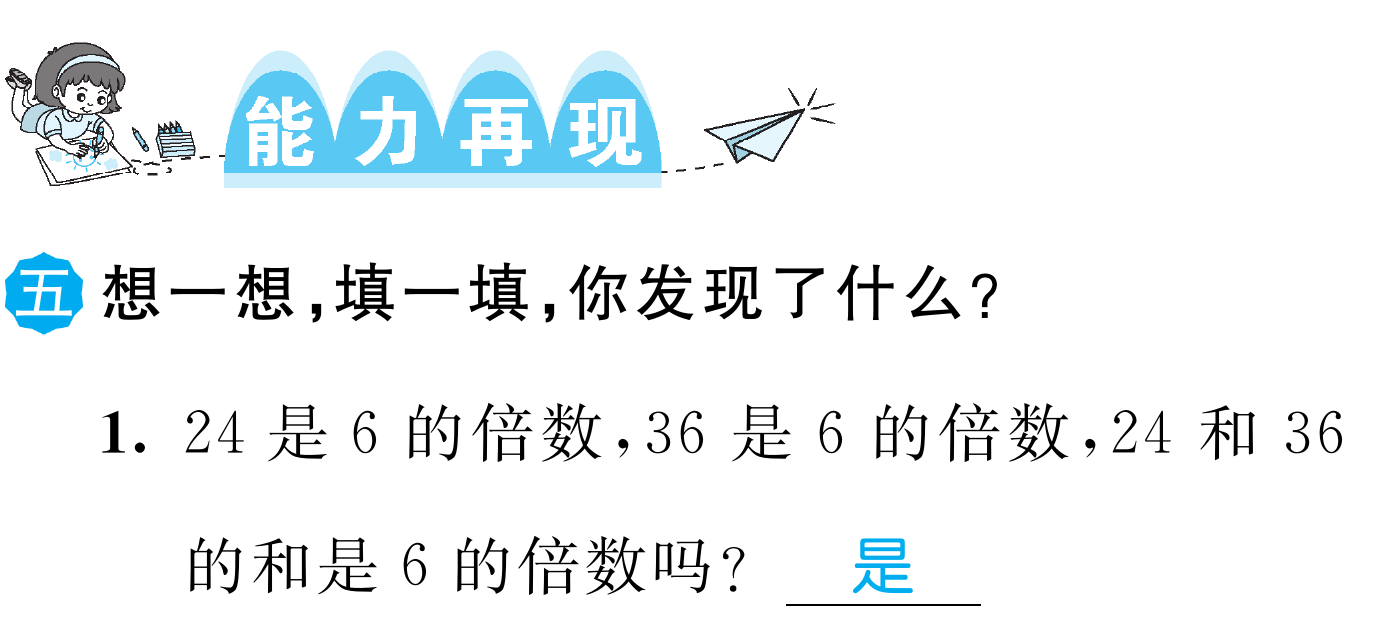 能力再现
五 想一想,填一填,你发现了什么?
1. 24 是 6 的倍数,36 是 6 的倍数,24 和 36
的和是 6 的倍数吗? 是